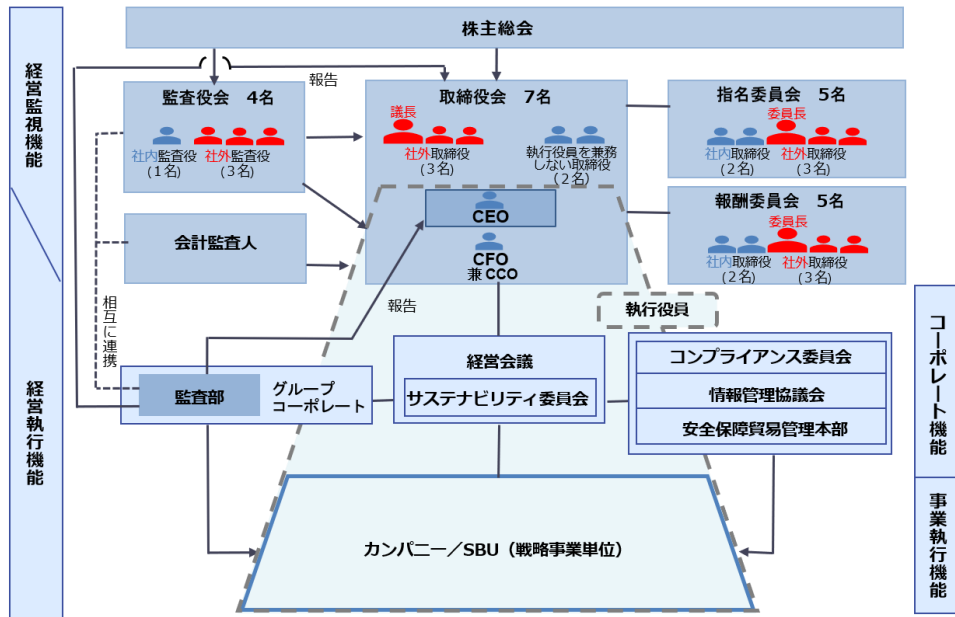 株主総会
経営監視機能
監査役会 4名
社内監査役
(1名)
社外監査役
(3名)
報告
取締役会 7名
議長
社外取締役
(3名)
執行役員を兼務
しない取締役
(2名)
CEO
CFO
兼 CCO
指名委員会 5名
委員長
社内取締役
(2名)
社外取締役
(3名)
報酬委員会 5名
委員長
社内取締役
(2名)
社外取締役
(3名)
会計監査人
相互に連携
報告
執行役員
経営執行機能
監査部
グループ
コーポレート
経営会議
サステナビリティ委員会
コンプライアンス委員会
情報管理協議会
安全保障貿易管理本部
コーポレート機能
カンパニー／SBU（戦略事業単位）
事業執行機能